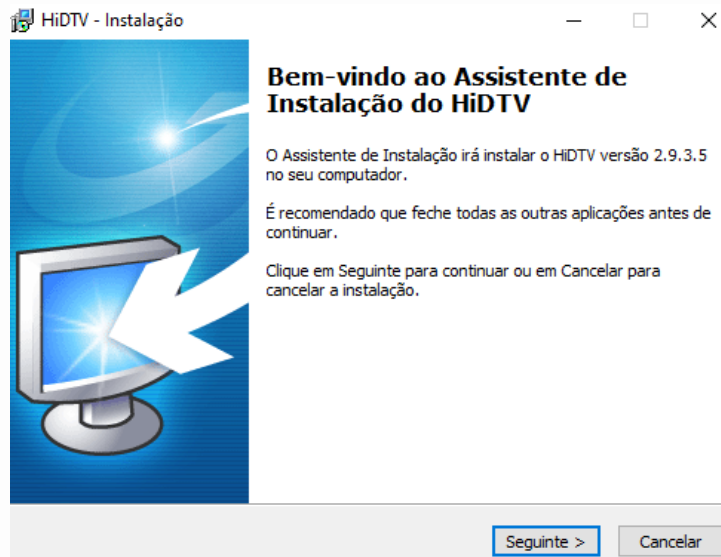 HiDTV - Instalação
Bem-vindo ao Assistente de
Instalação do HiDTV
O Assistente de Instalação irá instalar o HiDTV versão 2.9.3.5
no seu computador.
É recomendado que feche todas as outras aplicações antes de
continuar.
Clique em Seguinte para continuar ou em Cancelar para
cancelar a instalação.
Seguinte >
Cancelar